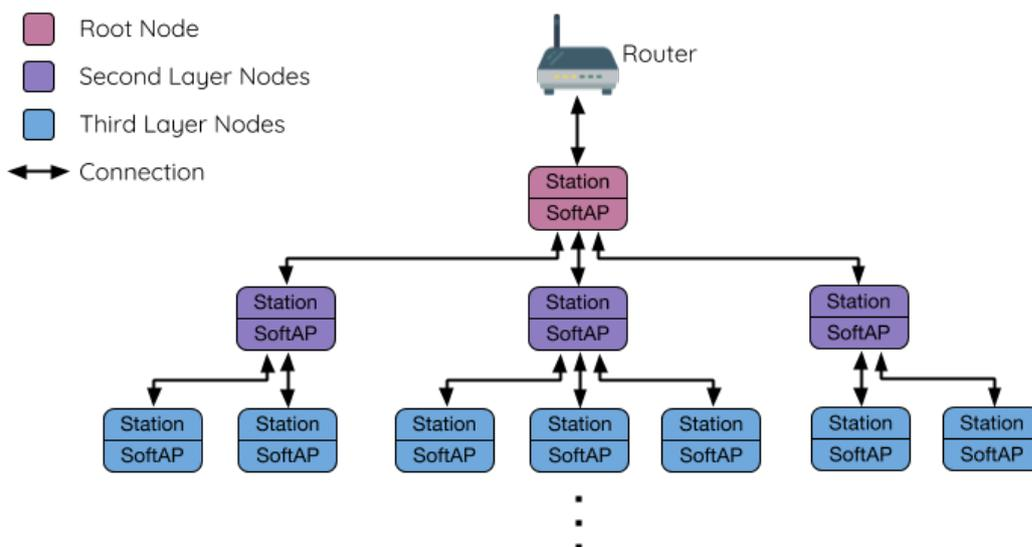 Root Node
Router
Second Layer Nodes
Third Layer Nodes
Connection
Station
SoftAP
Station Station Station
SoftAP SoftAP SoftAP
Station Station Station Station Station Station Station
SoftAP SoftAP SoftAP SoftAP SoftAP SoftAP SoftAP